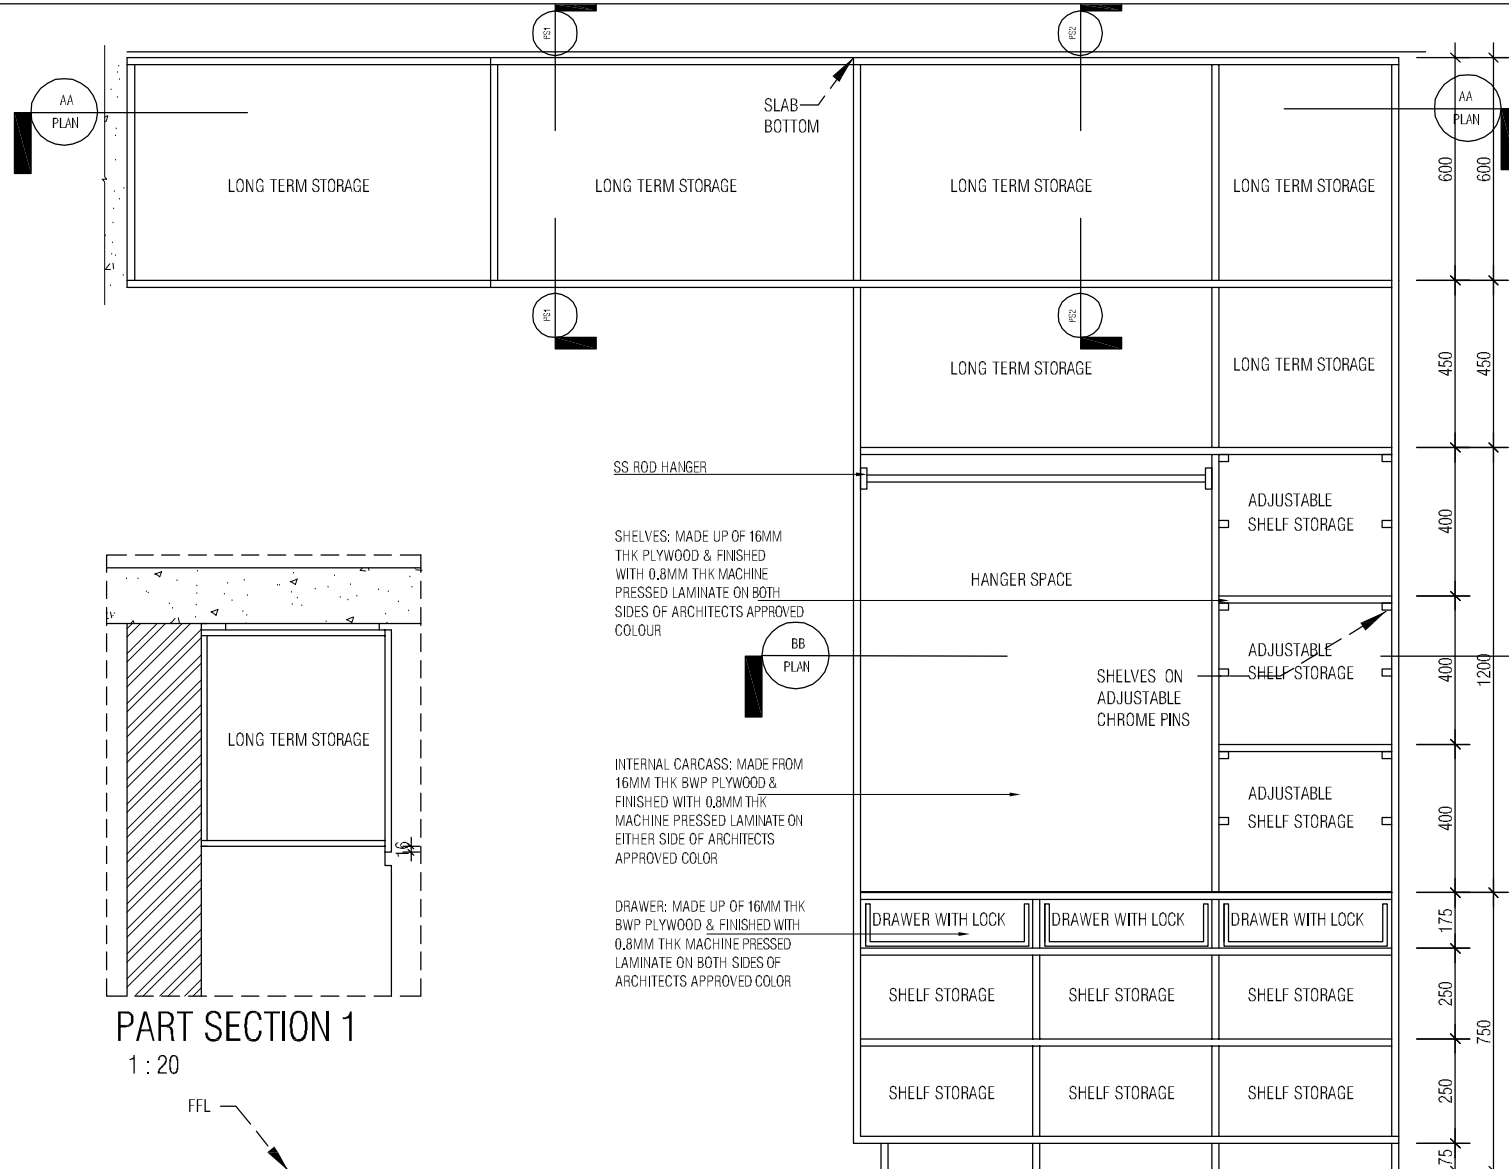 PS1
PS2
AA
PLAN
AA
PLAN
SLAB
BOTTOM
LONG TERM STORAGE
LONG TERM STORAGE
LONG TERM STORAGE
LONG TERM STORAGE
600
600
PS1
PS2
LONG TERM STORAGE
LONG TERM STORAGE
450
450
SS ROD HANGER
ADJUSTABLE
SHELF STORAGE
400
SHELVES: MADE UP OF 16MM
THK PLYWOOD & FINISHED
WITH 0.8MM THK MACHINE
PRESSED LAMINATE ON BOTH
SIDES OF ARCHITECTS APPROVED
COLOUR
HANGER SPACE
BB
PLAN
ADJUSTABLE
SHELF STORAGE
400
1200
SHELVES ON
ADJUSTABLE
CHROME PINS
LONG TERM STORAGE
16
INTERNAL CARCASS: MADE FROM
16MM THK BWP PLYWOOD &
FINISHED WITH 0.8MM THK
MACHINE PRESSED LAMINATE ON
EITHER SIDE OF ARCHITECTS
APPROVED COLOR
ADJUSTABLE
SHELF STORAGE
400
DRAWER: MADE UP OF 16MM THK
BWP PLYWOOD & FINISHED WITH
0.8MM THK MACHINE PRESSED
LAMINATE ON BOTH SIDES OF
ARCHITECTS APPROVED COLOR
DRAWER WITH LOCK
DRAWER WITH LOCK
DRAWER WITH LOCK
175
SHELF STORAGE
SHELF STORAGE
SHELF STORAGE
250
750
PART SECTION 1
1 : 20
SHELF STORAGE
SHELF STORAGE
SHELF STORAGE
250
FFL
75